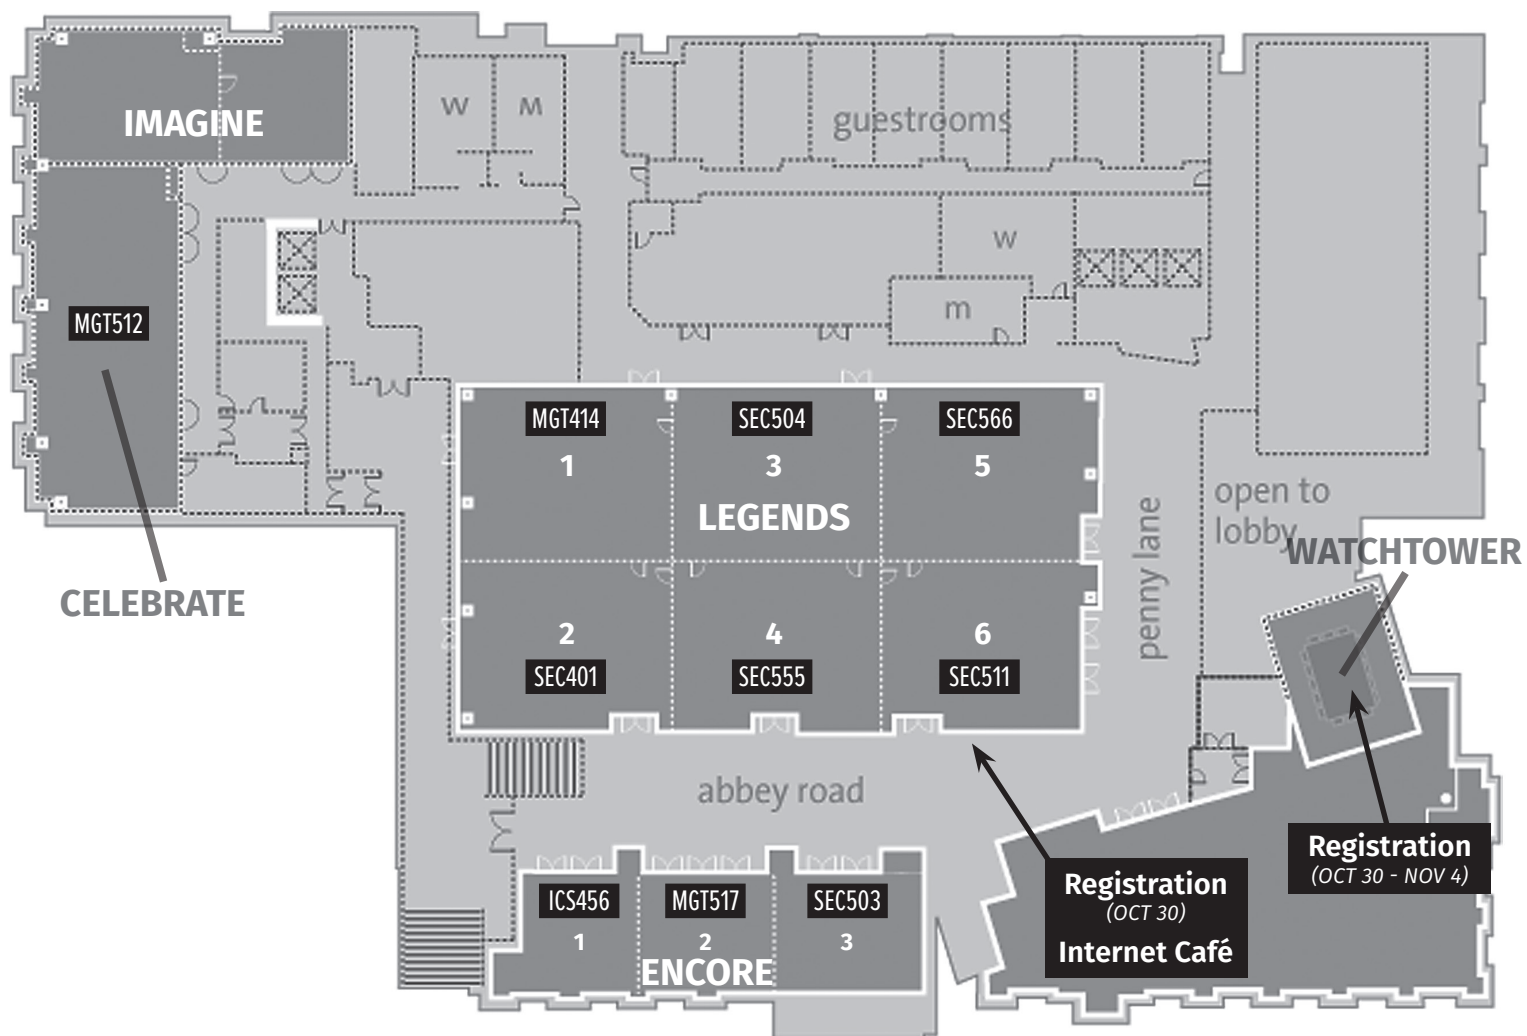 IMAGINE
W
M
guestrooms
w
m
MGT512
CELEBRATE
MGT414
1
SEC504
3
SEC566
5
LEGENDS
2
SEC401
4
SEC555
6
SEC511
penny lane
open to
lobby
WATCHTOWER
abbey road
Registration
(OCT 30 - NOV 4)
Registration
(OCT 30)
Internet Café
ICS456
1
MGT517
2
SEC503
3
ENCORE